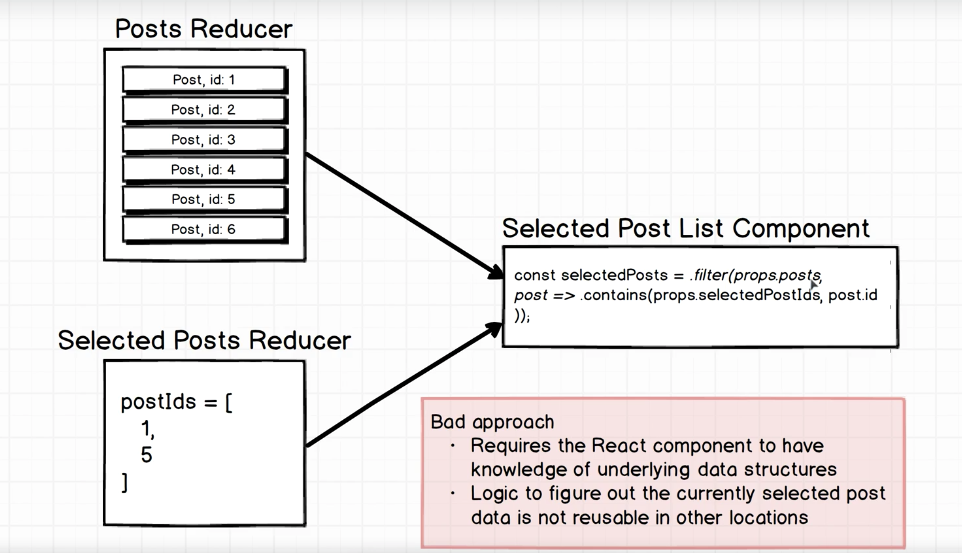 Posts Reducer
Post, id: 1
Post, id: 2
Post, id: 3
Post, id: 4
Post, id: 5
Post, id: 6
Selected Post List Component
const selectedPosts = .filter(props.posts,
post => .contains(props.selectedPostIds, post.id
));
Selected Posts Reducer
postIds = [
1,
5
]
Bad approach
· Requires the React component to have
knowledge of underlying data structures
· Logic to figure out the currently selected post
data is not reusable in other locations